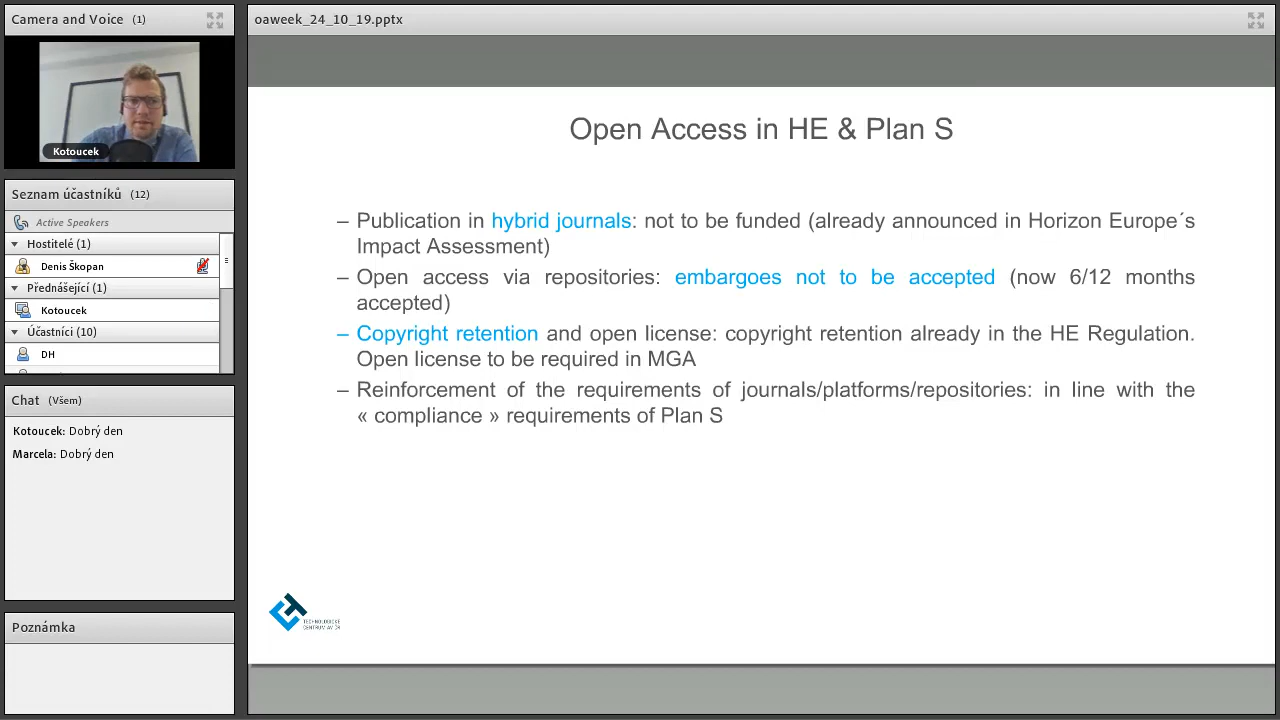 Camera and Voice (1)
Kotoucek
Seznam účastníků (12)
Active Speakers
Hostitelé (1)
Denis Škopan
Přednášející (1)
Kotoucek
Účastníci (10)
DH
Chat (Všem)
Kotoucek: Dobrý den
Marcela: Dobrý den
Poznámka
oaweek_24_10_19.pptx
Open Access in HE & Plan S
– Publication in hybrid journals: not to be funded (already announced in Horizon Europe´s
Impact Assessment)
– Open access via repositories: embargoes not to be accepted (now 6/12 months
accepted)
– Copyright retention and open license: copyright retention already in the HE Regulation.
Open license to be required in MGA
– Reinforcement of the requirements of journals/platforms/repositories: in line with the
« compliance » requirements of Plan S
TECHNOLOGICKÉ
CENTRUM AV ČR